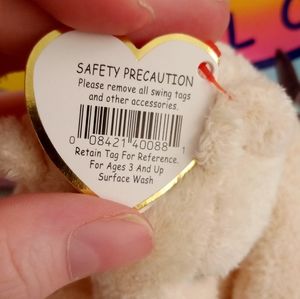 SAFETY PRECAUTION
Please remove all swing tags
and other accessories.
0 08421 40088 1
Retain Tag For Reference.
For Ages 3 And Up
Surface Wash